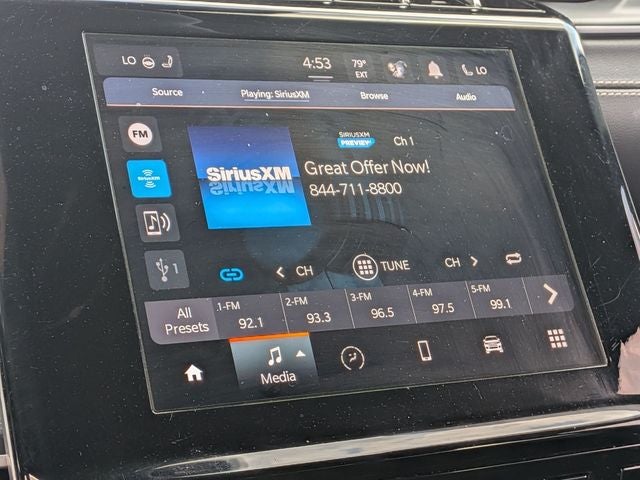 LO 4:53 79° EXT LO
Source Playing: SiriusXM Browse Audio
FM
SIRIUSXM
SiriusXM
SIRIUSXM
PREVIEW
Ch 1
Great Offer Now!
844-711-8800
1
CH TUNE CH
All Presets
1-FM 2-FM 3-FM 4-FM 5-FM
92.1 93.3 96.5 97.5 99.1
Media